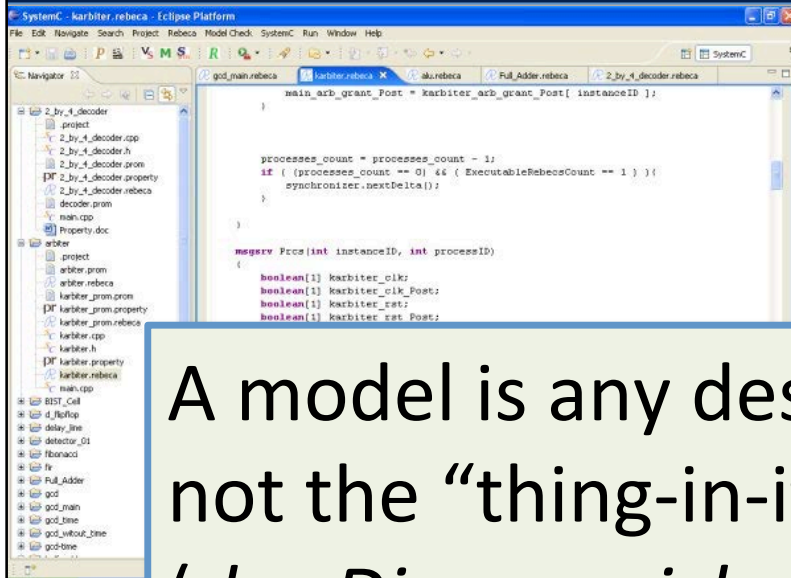 SystemC - karbiter.rebeca - Eclipse Platform
File Edit Navigate Search Project Rebeca Model Check SystemC Run Window Help
SystemC
Navigator
god_main.rebeca karbiter.rebeca alu.rebeca Full_Adder.rebeca 2_by_4_decoder.rebeca
2_by_4_decoder
.project
2_by_4_decoder.cpp
2_by_4_decoder.h
2_by_4_decoder.prom
2_by_4_decoder.property
2_by_4_decoder.rebeca
decoder.prom
main.cpp
Property.doc
arbiter
.project
arbiter.prom
arbiter.rebeca
karbiter_prom.prom
karbiter_prom.property
karbiter_prom.rebeca
karbiter.cpp
karbiter.h
karbiter.property
karbiter.rebeca
main.cpp
BIST_Cell
d_flipflop
delay_line
detector_01
fibonacci
fir
Full_Adder
gcd
gcd_main
gcd_time
gcd_witout_time
gcd-time
main_arb_grant_Post = karbiter_arb_grant_Post[ instanceID ];
}
processes_count = processes_count - 1;
if ( (processes_count == 0) && ( ExecutableRebecsCount == 1 ) ){
synchronizer.nextDelta();
}
}
msgsrv Prcs(int instanceID, int processID)
{
boolean[1] karbiter_clk;
boolean[1] karbiter_clk_Post;
boolean[1] karbiter_rst;
boolean[1] karbiter_rst_Post;
A model is any des
not the "thing-in-i